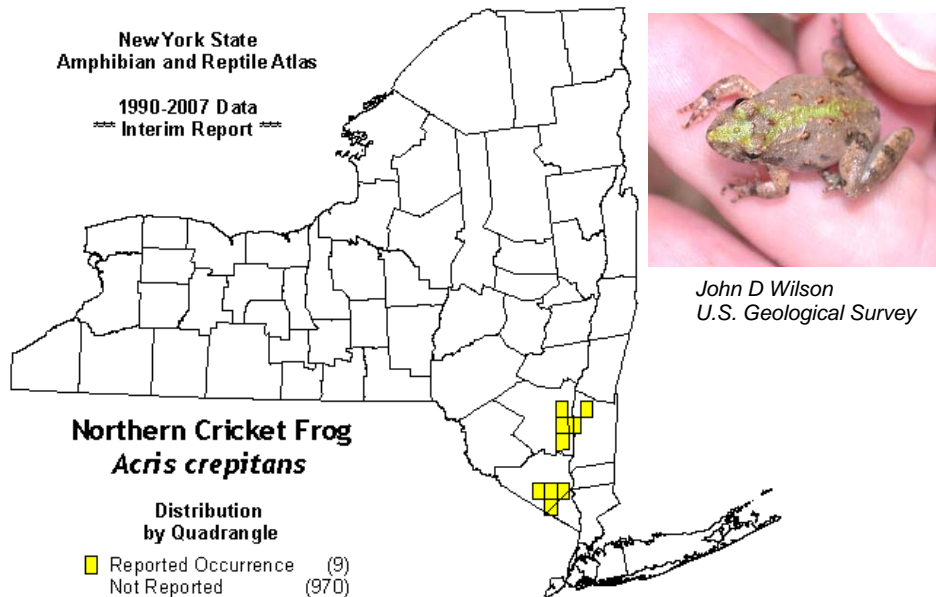 New York State
Amphibian and Reptile Atlas
1990-2007 Data
*** Interim Report ***
John D Wilson
U.S. Geological Survey
Northern Cricket Frog
Acris crepitans
Distribution
by Quadrangle
Reported Occurrence (9)
Not Reported (970)